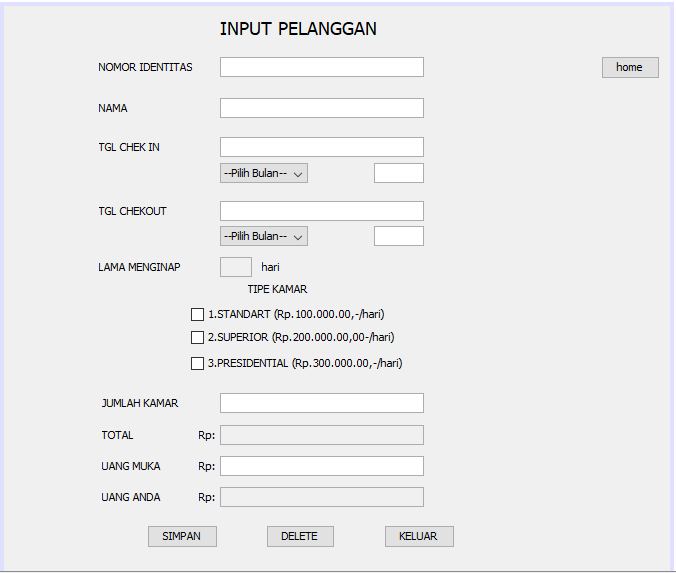 INPUT PELANGGAN
NOMOR IDENTITAS
home
NAMA
TGL CHEK IN
--Pilih Bulan--
TGL CHEKOUT
--Pilih Bulan--
LAMA MENGINAP hari
TIPE KAMAR
1.STANDART (Rp.100.000.00,-/hari)
2.SUPERIOR (Rp.200.000.00,00-/hari)
3.PRESIDENTIAL (Rp.300.000.00,-/hari)
JUMLAH KAMAR
TOTAL Rp:
UANG MUKA Rp:
UANG ANDA Rp:
SIMPAN DELETE KELUAR